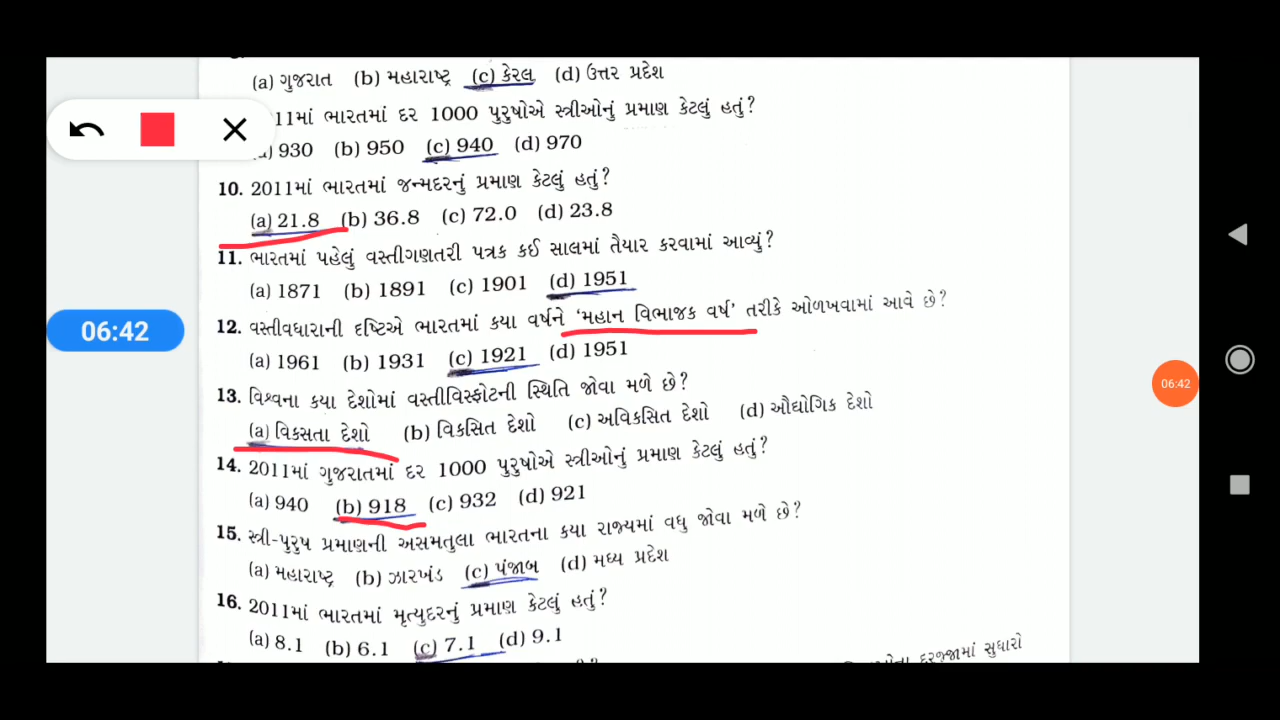 (a) ગુજરાત (b) મહારાષ્ટ્ર (c) કેરલ (d) ઉત્તર પ્રદેશ
11માં ભારતમાં દર 1000 પુરુષોએ સ્ત્રીઓનું પ્રમાણ કેટલું હતું?
930 (b) 950 (c) 940 (d) 970
10. 2011માં ભારતમાં જન્મદરનું પ્રમાણ કેટલું હતું?
(a) 21.8 (b) 36.8 (c) 72.0 (d) 23.8
11. ભારતમાં પહેલું વસ્તીગણતરી પત્રક કઈ સાલમાં તૈયાર કરવામાં આવ્યું?
(a) 1871 (b) 1891 (c) 1901 (d) 1951
06:42
12. વસ્તીવધારાની દષ્ટિએ ભારતમાં કયા વર્ષને ‘મહાન વિભાજક વર્ષ’ તરીકે ઓળખવામાં આવે છે?
(a) 1961 (b) 1931 (c) 1921 (d) 1951
06:42
13. વિશ્વના કયા દેશોમાં વસ્તીવિસ્ફોટની સ્થિતિ જોવા મળે છે?
(a) વિકસતા દેશો (b) વિકસિત દેશો (c) અવિકસિત દેશો (d) ઔદ્યોગિક દેશો
14. 2011માં ગુજરાતમાં દર 1000 પુરુષોએ સ્ત્રીઓનું પ્રમાણ કેટલું હતું?
(a) 940 (b) 918 (c) 932 (d) 921
15. સ્ત્રી-પુરુષ પ્રમાણની અસમતુલા ભારતના કયા રાજ્યમાં વધુ જોવા મળે છે?
(a) મહારાષ્ટ્ર (b) ઝારખંડ (c) પંજાબ (d) મધ્ય પ્રદેશ
16. 2011માં ભારતમાં મૃત્યુદરનું પ્રમાણ કેટલું હતું?
(a) 8.1 (b) 6.1 (c) 7.1 (d) 9.1
દરજ્જામાં સુધારો